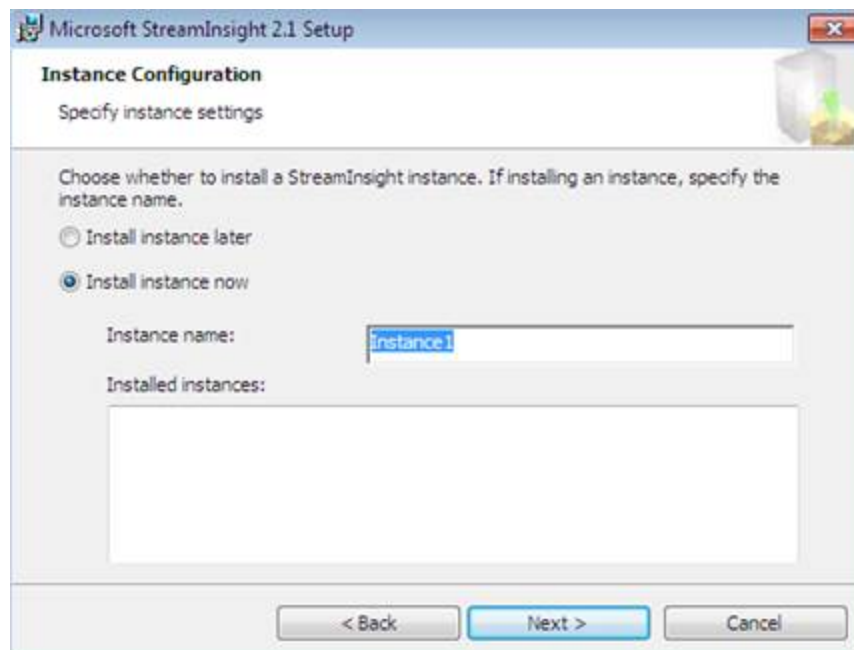 Microsoft StreamInsight 2.1 Setup
Instance Configuration
Specify instance settings
Choose whether to install a StreamInsight instance. If installing an instance, specify the
instance name.
Install instance later
Install instance now
Instance name:
Instance1
Installed instances:
< Back
Next >
Cancel